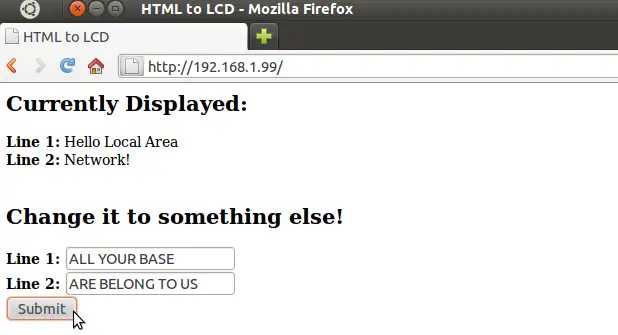 HTML to LCD - Mozilla Firefox
HTML to LCD
http://192.168.1.99/
Currently Displayed:
Line 1: Hello Local Area
Line 2: Network!
Change it to something else!
Line 1: ALL YOUR BASE
Line 2: ARE BELONG TO US
Submit